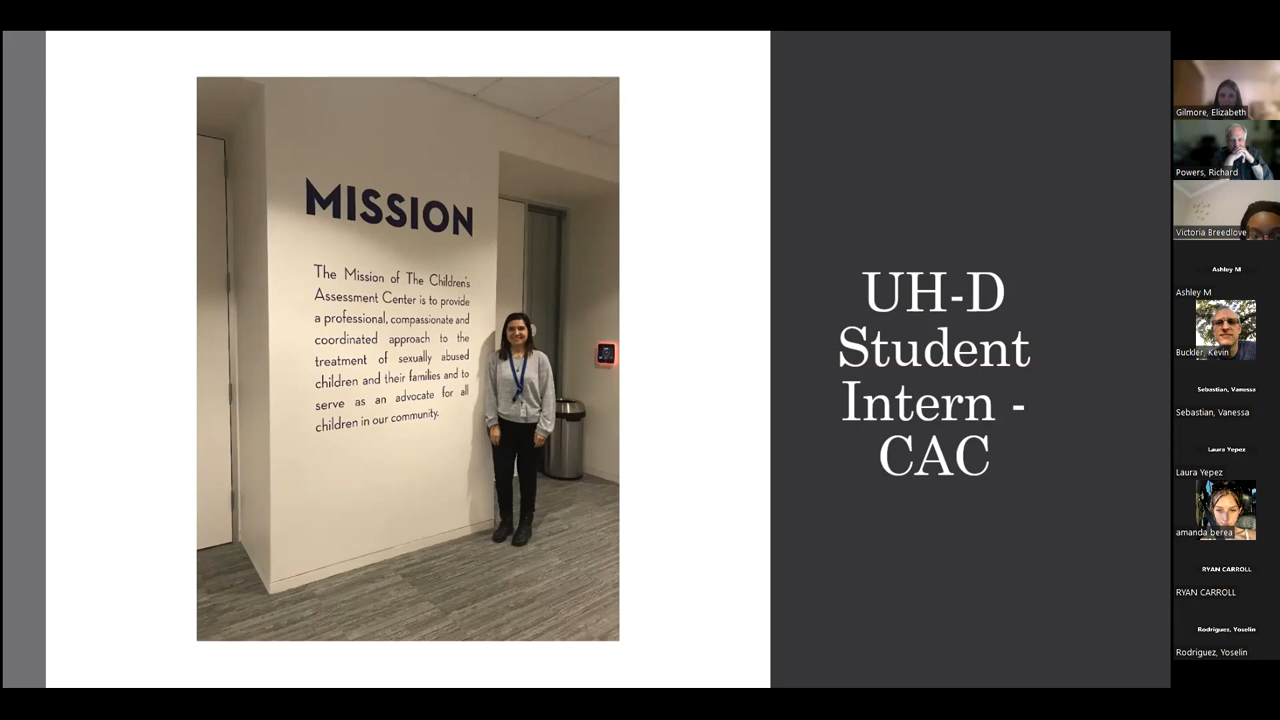 MISSION
The Mission of The Children's
Assessment Center is to provide
a professional, compassionate and
coordinated approach to the
treatment of sexually abused
children and their families and to
serve as an advocate for all
children in our community.
UH-D
Student
Intern -
CAC
Gilmore, Elizabeth
Powers, Richard
Victoria Breedlove
Ashley M
Ashley M
Buckler, Kevin
Sebastian, Vanessa
Sebastian, Vanessa
Laura Yepez
Laura Yepez
amanda berea
RYAN CARROLL
RYAN CARROLL
Rodriguez, Yoselin
Rodriguez, Yoselin